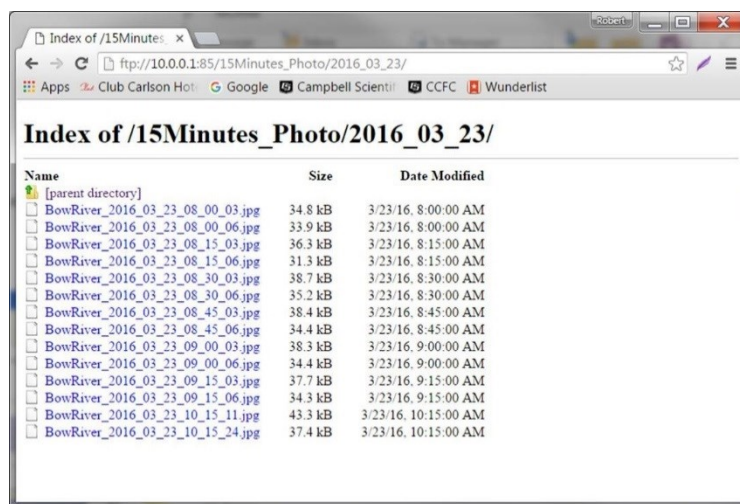 Robert
Index of /15Minutes_
ftp://10.0.0.1:85/15Minutes_Photo/2016_03_23/
Apps Club Carlson Hot Google Campbell Scientif CCFC Wunderlist
Index of /15Minutes_Photo/2016_03_23/
Name Size Date Modified
[parent directory]
BowRiver_2016_03_23_08_00_03.jpg 34.8 kB 3/23/16, 8:00:00 AM
BowRiver_2016_03_23_08_00_06.jpg 33.9 kB 3/23/16, 8:00:00 AM
BowRiver_2016_03_23_08_15_03.jpg 36.3 kB 3/23/16, 8:15:00 AM
BowRiver_2016_03_23_08_15_06.jpg 31.3 kB 3/23/16, 8:15:00 AM
BowRiver_2016_03_23_08_30_03.jpg 38.7 kB 3/23/16, 8:30:00 AM
BowRiver_2016_03_23_08_30_06.jpg 35.2 kB 3/23/16, 8:30:00 AM
BowRiver_2016_03_23_08_45_03.jpg 38.4 kB 3/23/16, 8:45:00 AM
BowRiver_2016_03_23_08_45_06.jpg 34.4 kB 3/23/16, 8:45:00 AM
BowRiver_2016_03_23_09_00_03.jpg 38.3 kB 3/23/16, 9:00:00 AM
BowRiver_2016_03_23_09_00_06.jpg 34.4 kB 3/23/16, 9:00:00 AM
BowRiver_2016_03_23_09_15_03.jpg 37.7 kB 3/23/16, 9:15:00 AM
BowRiver_2016_03_23_09_15_06.jpg 34.3 kB 3/23/16, 9:15:00 AM
BowRiver_2016_03_23_10_15_11.jpg 43.3 kB 3/23/16, 10:15:00 AM
BowRiver_2016_03_23_10_15_24.jpg 37.4 kB 3/23/16, 10:15:00 AM